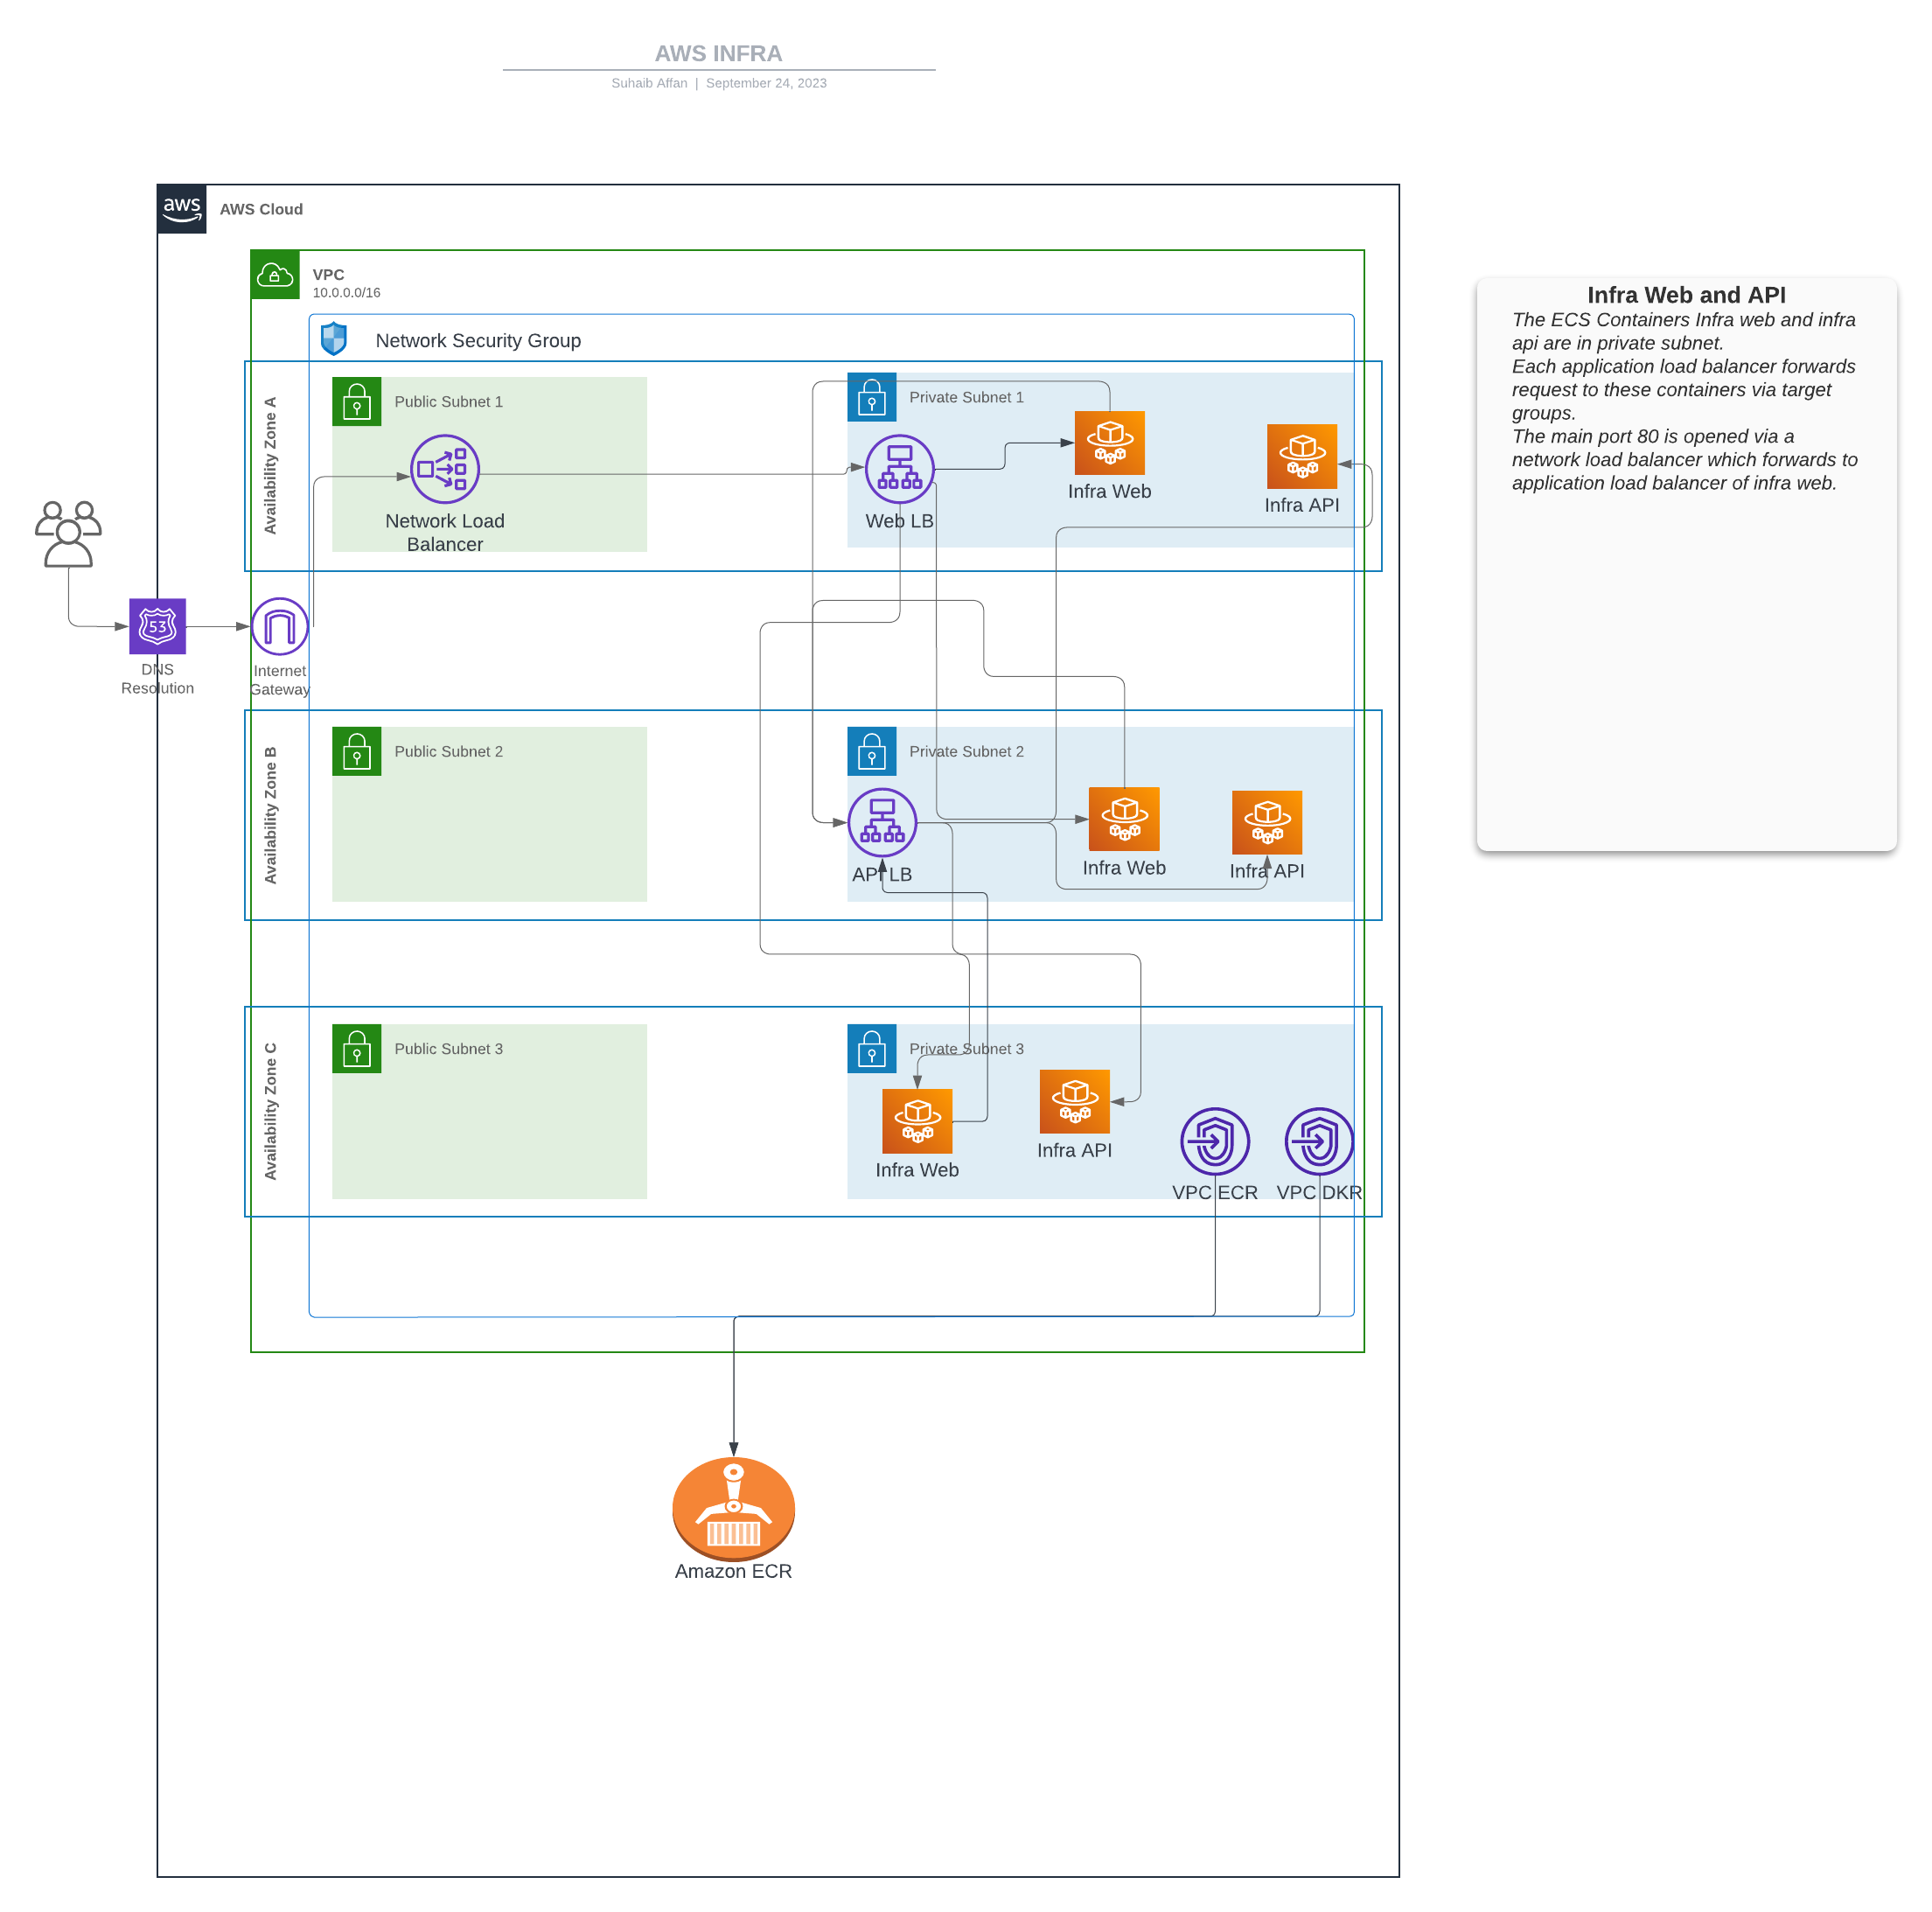 AWS INFRA
Suhaib Affan | September 24, 2023
aws
AWS Cloud
VPC
10.0.0.0/16
Network Security Group
Availability Zone A
Public Subnet 1
Network Load
Balancer
Private Subnet 1
Web LB
Infra Web
Infra API
53
DNS
Resolution
Internet
Gateway
Availability Zone B
Public Subnet 2
Private Subnet 2
API LB
Infra Web
Infra API
Availability Zone C
Public Subnet 3
Private Subnet 3
Infra Web
Infra API
VPC ECR
VPC DKR
Amazon ECR
Infra Web and API
The ECS Containers Infra web and infra
api are in private subnet.
Each application load balancer forwards
request to these containers via target
groups.
The main port 80 is opened via a
network load balancer which forwards to
application load balancer of infra web.